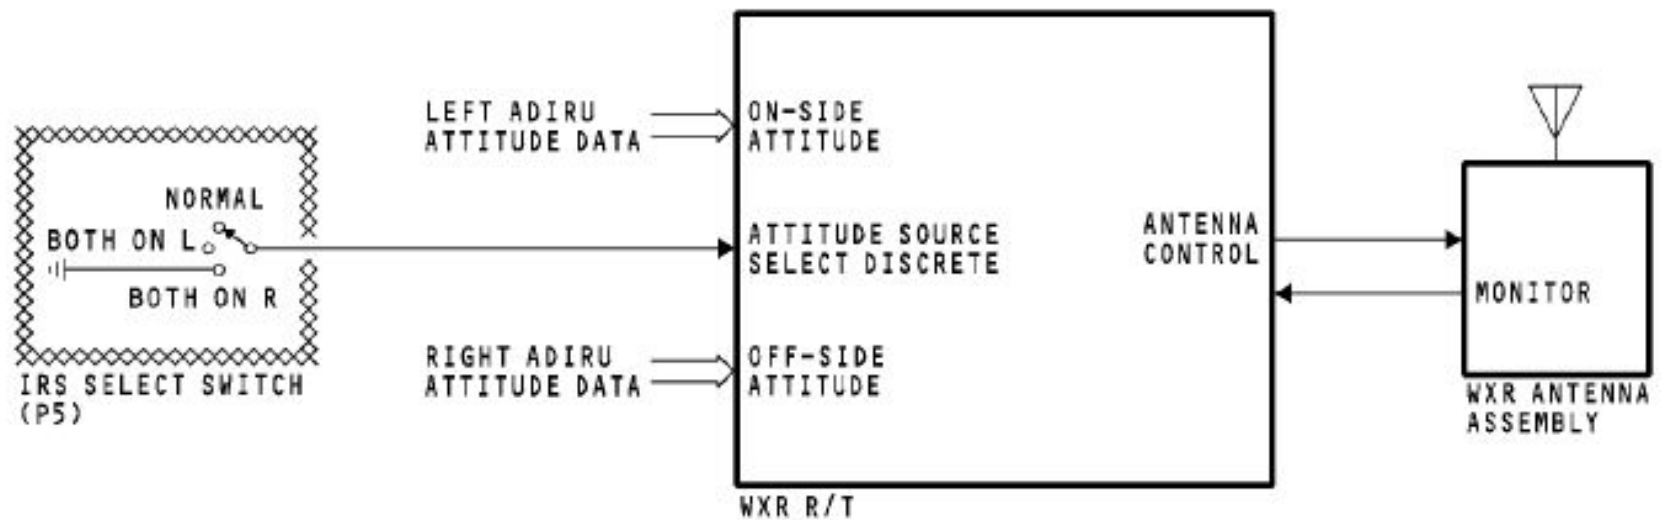 NORMAL
BOTH ON L
BOTH ON R
IRS SELECT SWITCH
(P5)
LEFT ADIRU
ATTITUDE DATA
RIGHT ADIRU
ATTITUDE DATA
ON-SIDE
ATTITUDE
ATTITUDE SOURCE
SELECT DISCRETE
OFF-SIDE
ATTITUDE
ANTENNA
CONTROL
WXR R/T
MONITOR
WXR ANTENNA
ASSEMBLY